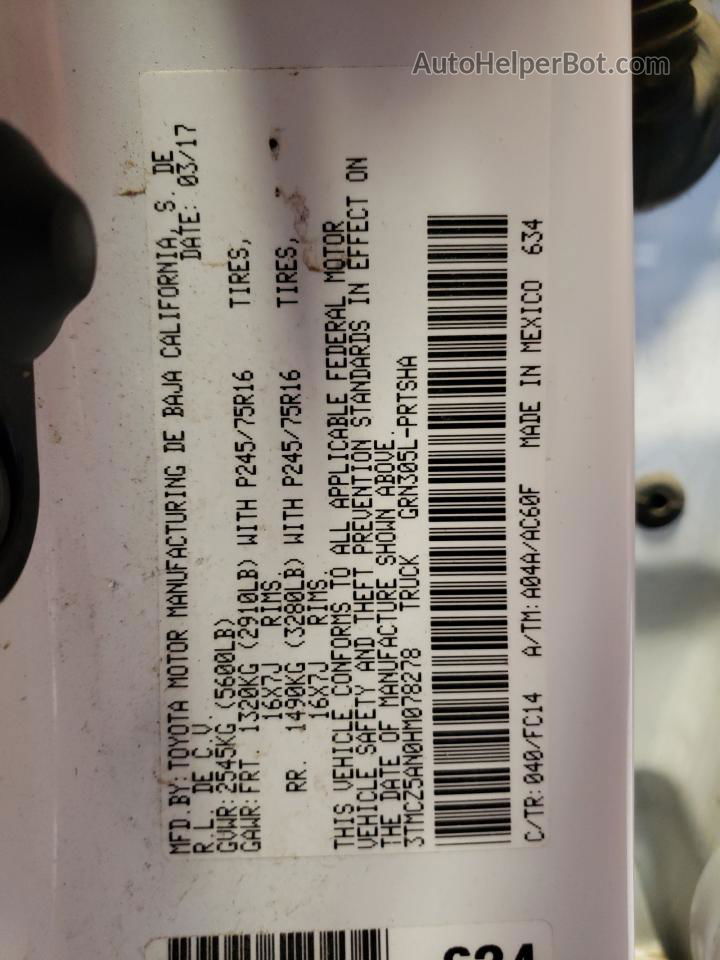 AutoHelperBot.com
MFD.BY:TOYOTA MOTOR MANUFACTURING DE BAJA CALIFORNIA, S. DE
R.L. DE C.V. DATE: 03/17
GVWR:2545KG (5600LB)
GAWR:FRT. 1320KG (2910LB) WITH P245/75R16 TIRES,
16X7J RIMS.
RR. 1490KG (3280LB) WITH P245/75R16 TIRES,
16X7J RIMS.
THIS VEHICLE CONFORMS TO ALL APPLICABLE FEDERAL MOTOR
VEHICLE SAFETY AND THEFT PREVENTION STANDARDS IN EFFECT ON
THE DATE OF MANUFACTURE SHOWN ABOVE.
3TMCZ5AN0HM078278 TRUCK GRN305L-PRTSHA
C/TR:040/FC14 A/TM:A04A/AC60F MADE IN MEXICO 634